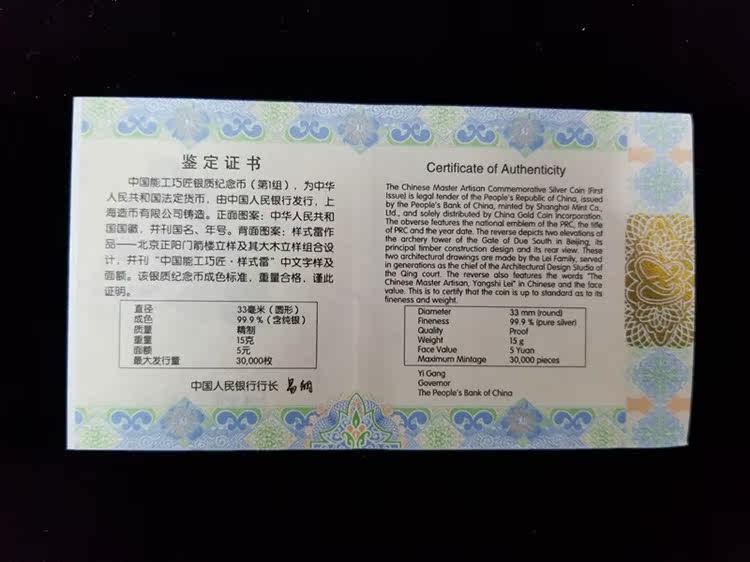 鉴定证书
中国能工巧匠银质纪念币（第1组），为中华
人民共和国法定货币，由中国人民银行发行，上
海造币有限公司铸造。正面图案：中华人民共和
国国徽，并刊国名、年号。背面图案：样式雷作
品——北京正阳门箭楼立样及其大木立样组合设
计，并刊“中国能工巧匠·样式雷”中文字样及
面额。该银质纪念币成色标准，重量合格，谨此
证明。
直径 33毫米（圆形）
成色 99.9%（含纯银）
质量 精制
重量 15克
面额 5元
最大发行量 30,000枚
中国人民银行行长 易纲
Certificate of Authenticity
The Chinese Master Artisan Commemorative Silver Coin (First
Issue) is legal tender of the People's Republic of China, issued
by the People's Bank of China, minted by Shanghai Mint Co.,
Ltd., and solely distributed by China Gold Coin Incorporation.
The obverse features the national emblem of the PRC, the title
of PRC and the year date. The reverse depicts two elevations of
the archery tower of the Gate of Due South in Beijing, its
principal timber construction design and its rear view. These
two architectural drawings are made by the Lei Family, served
in generations as the chief of the Architectural Design Studio of
the Qing court. The reverse also features the words "The
Chinese Master Artisan, Yangshi Lei" in Chinese and the face
value. This is to certify that the coin is up to standard as to its
fineness and weight.
Diameter 33 mm (round)
Fineness 99.9 % (pure silver)
Quality Proof
Weight 15 g
Face Value 5 Yuan
Maximum Mintage 30,000 pieces
Yi Gang
Governor
The People's Bank of China